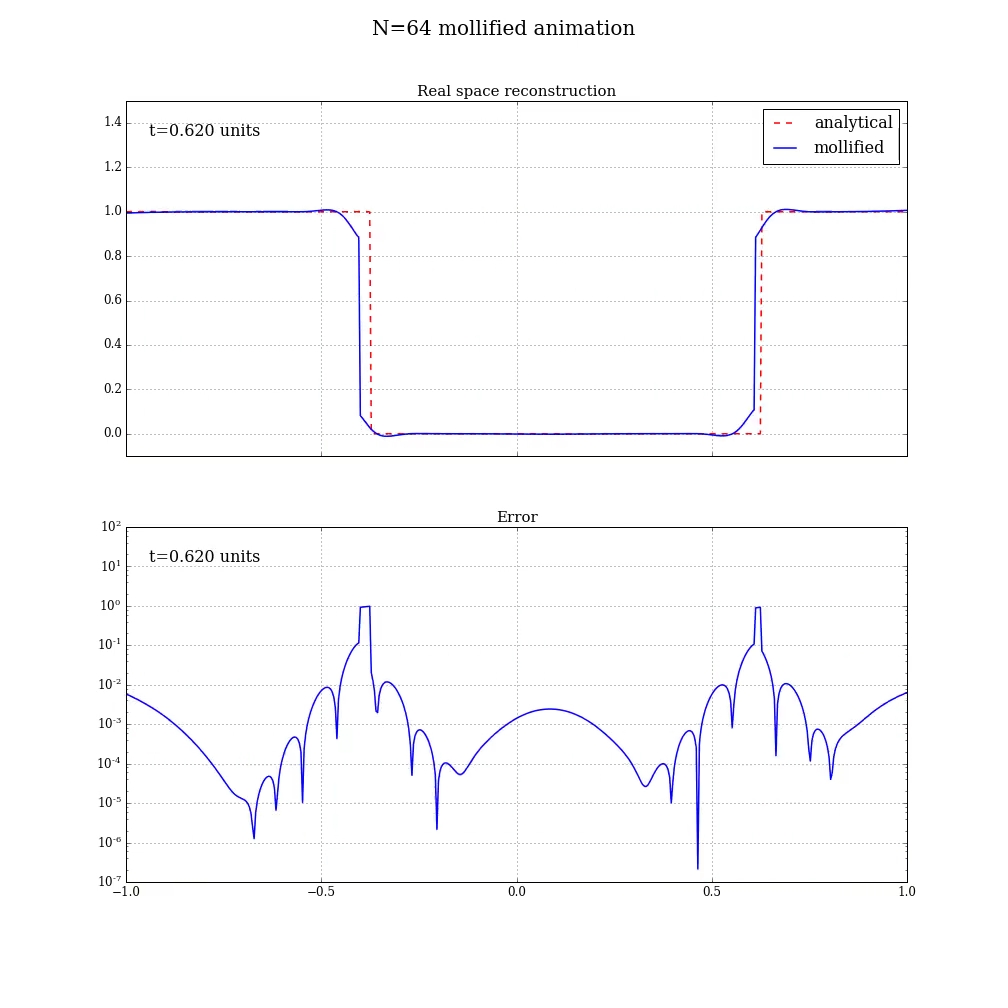 N=64 mollified animation
Real space reconstruction
t=0.620 units
analytical
mollified
1.4
1.2
1.0
0.8
0.6
0.4
0.2
0.0
Error
t=0.620 units
10²
10¹
10⁰
10⁻¹
10⁻²
10⁻³
10⁻⁴
10⁻⁵
10⁻⁶
10⁻⁷
−1.0 −0.5 0.0 0.5 1.0